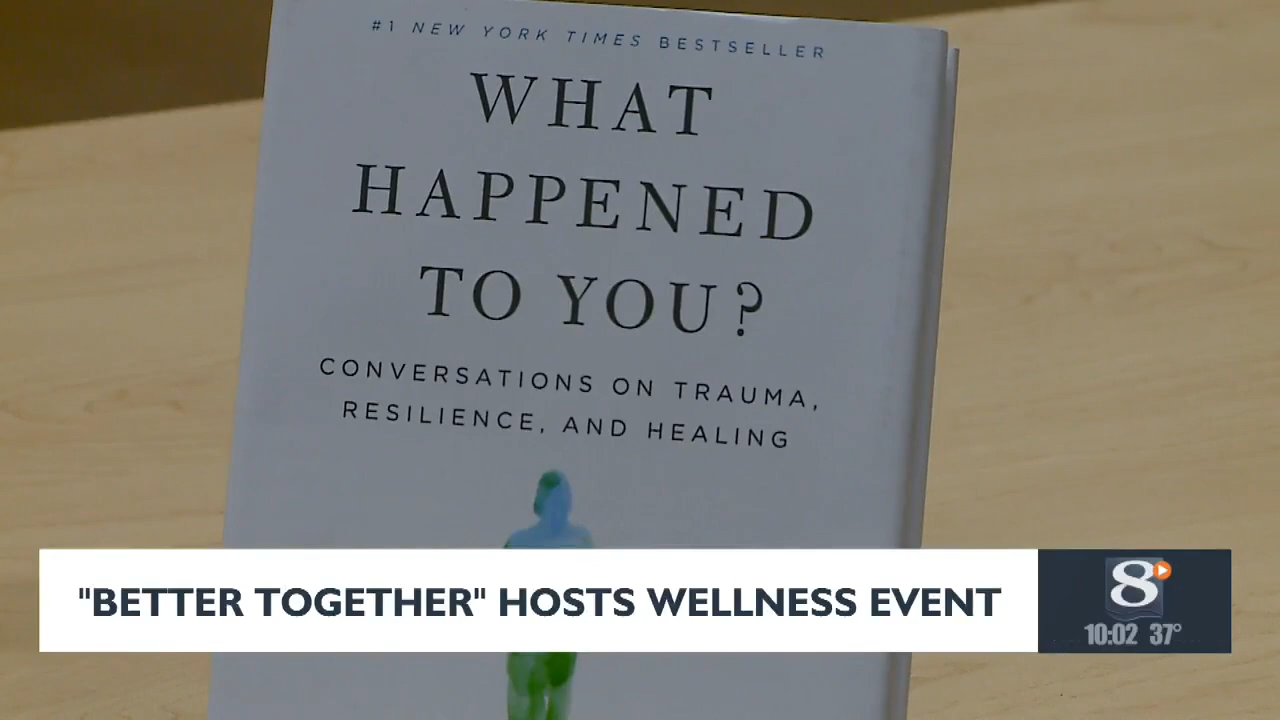 #1 NEW YORK TIMES BESTSELLER
WHAT
HAPPENED
TO YOU?
CONVERSATIONS ON TRAUMA,
RESILIENCE, AND HEALING
"BETTER TOGETHER" HOSTS WELLNESS EVENT
8
10:02 37°